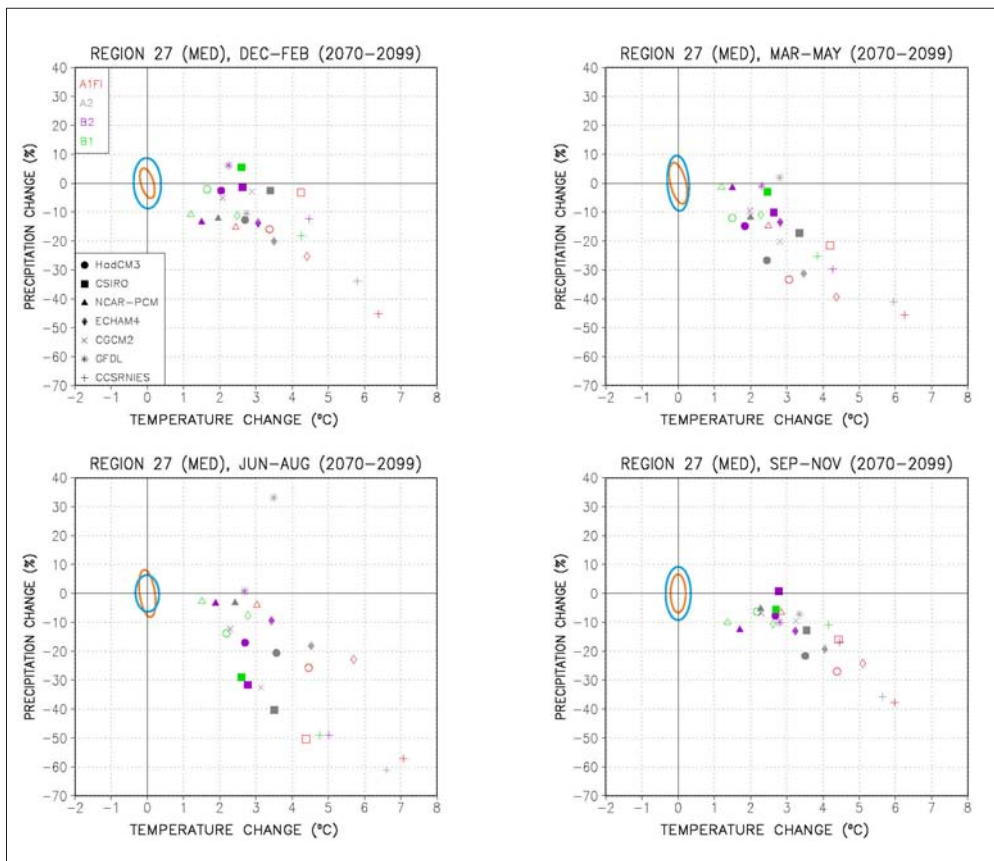 REGION 27 (MED), DEC-FEB (2070-2099)
PRECIPITATION CHANGE (%)
40
30
20
10
0
-10
-20
-30
-40
-50
-60
-70
A1FI
A2
B2
B1
HadCM3
CSIRO
NCAR-PCM
ECHAM4
CGCM2
GFDL
CCSRNIES
-2 -1 0 1 2 3 4 5 6 7 8
TEMPERATURE CHANGE (ºC)
REGION 27 (MED), MAR-MAY (2070-2099)
PRECIPITATION CHANGE (%)
40
30
20
10
0
-10
-20
-30
-40
-50
-60
-70
-2 -1 0 1 2 3 4 5 6 7 8
TEMPERATURE CHANGE (ºC)
REGION 27 (MED), JUN-AUG (2070-2099)
PRECIPITATION CHANGE (%)
40
30
20
10
0
-10
-20
-30
-40
-50
-60
-70
-2 -1 0 1 2 3 4 5 6 7 8
TEMPERATURE CHANGE (ºC)
REGION 27 (MED), SEP-NOV (2070-2099)
PRECIPITATION CHANGE (%)
40
30
20
10
0
-10
-20
-30
-40
-50
-60
-70
-2 -1 0 1 2 3 4 5 6 7 8
TEMPERATURE CHANGE (ºC)